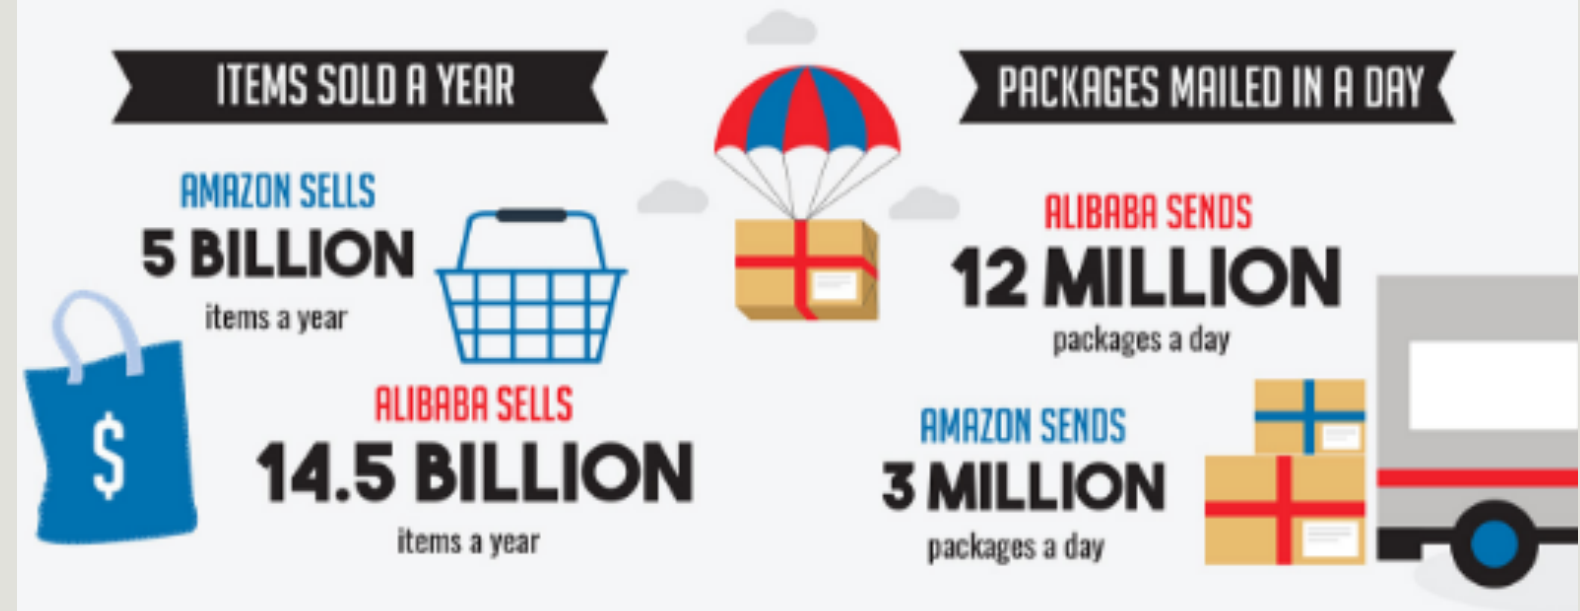 ITEMS SOLD A YEAR
AMAZON SELLS
5 BILLION
items a year
$
ALIBABA SELLS
14.5 BILLION
items a year
PACKAGES MAILED IN A DAY
ALIBABA SENDS
12 MILLION
packages a day
AMAZON SENDS
3 MILLION
packages a day